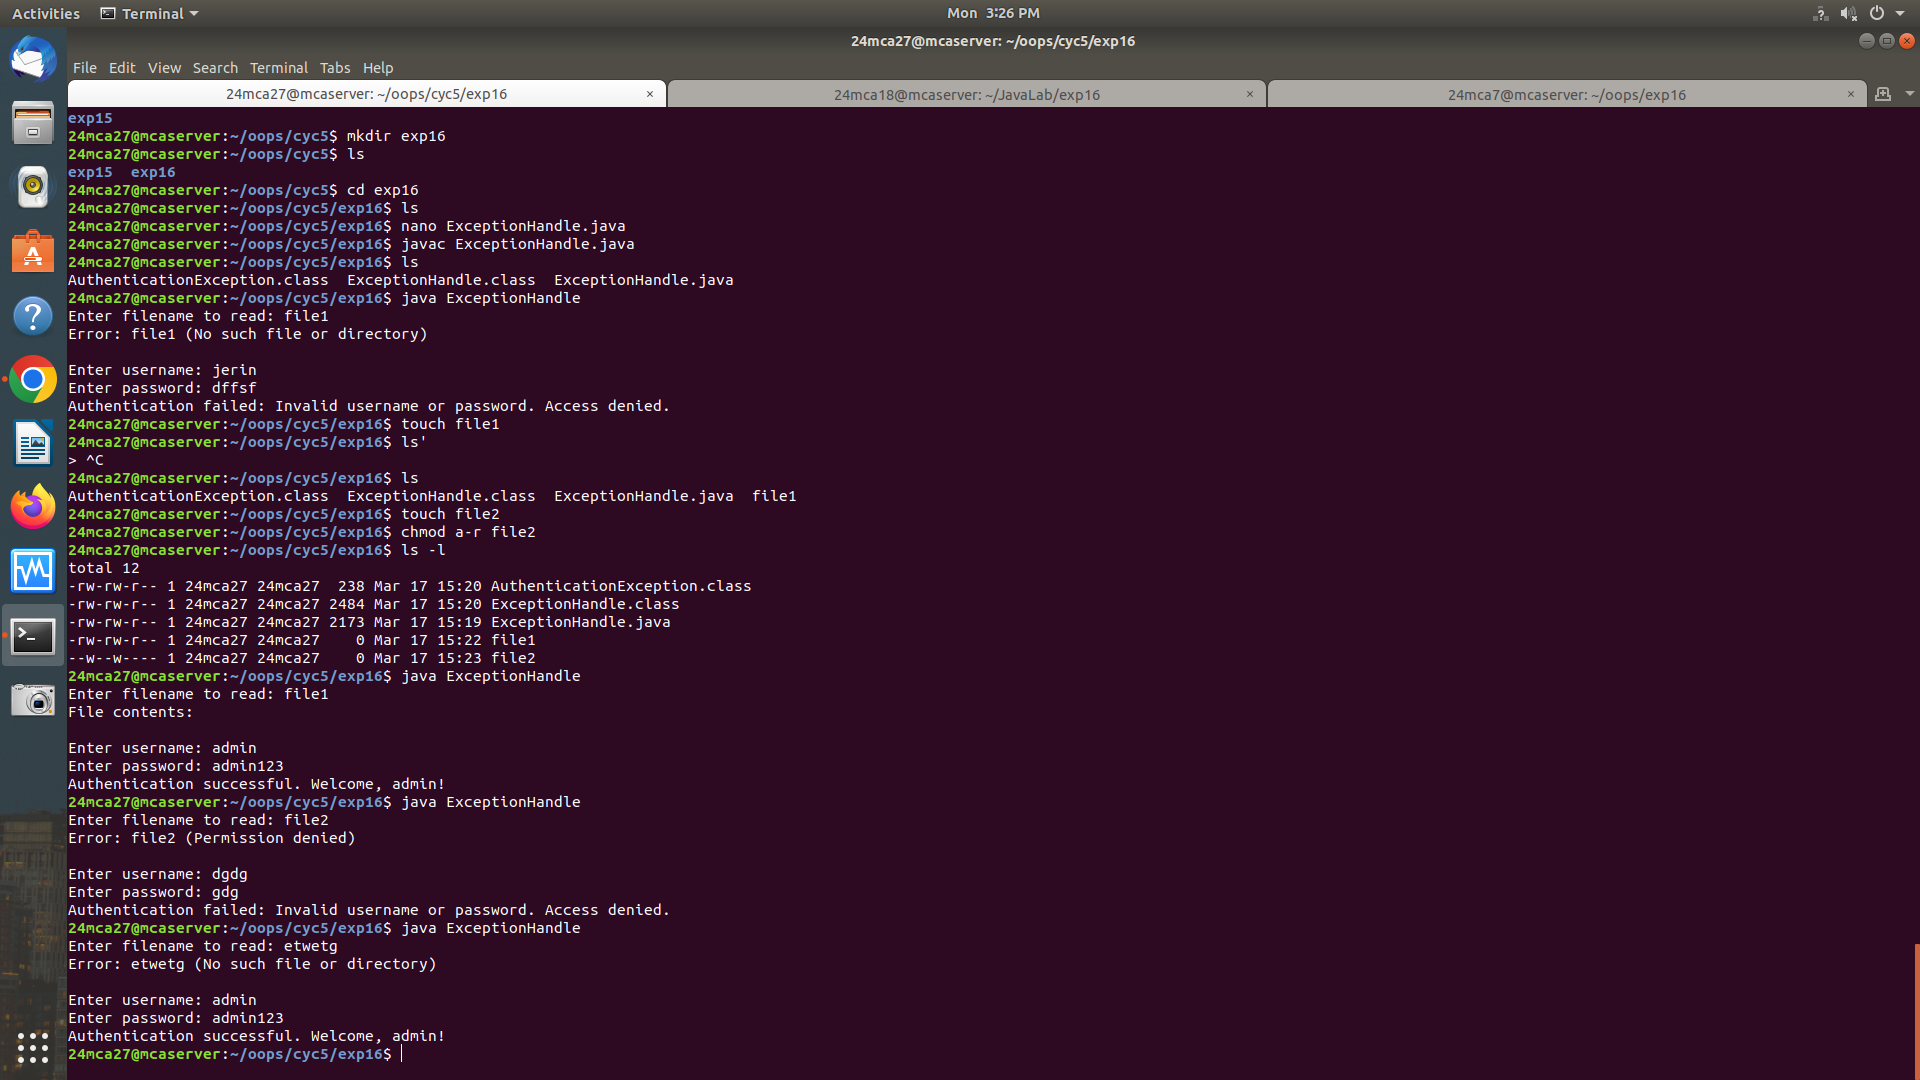 Activities Terminal Mon 3:26 PM
24mca27@mcaserver: ~/oops/cyc5/exp16
File Edit View Search Terminal Tabs Help
24mca27@mcaserver: ~/oops/cyc5/exp16 24mca18@mcaserver: ~/JavaLab/exp16 24mca7@mcaserver: ~/oops/exp16
exp15
24mca27@mcaserver:~/oops/cyc5$ mkdir exp16
24mca27@mcaserver:~/oops/cyc5$ ls
exp15  exp16
24mca27@mcaserver:~/oops/cyc5$ cd exp16
24mca27@mcaserver:~/oops/cyc5/exp16$ ls
24mca27@mcaserver:~/oops/cyc5/exp16$ nano ExceptionHandle.java
24mca27@mcaserver:~/oops/cyc5/exp16$ javac ExceptionHandle.java
24mca27@mcaserver:~/oops/cyc5/exp16$ ls
AuthenticationException.class  ExceptionHandle.class  ExceptionHandle.java
24mca27@mcaserver:~/oops/cyc5/exp16$ java ExceptionHandle
Enter filename to read: file1
Error: file1 (No such file or directory)
Enter username: jerin
Enter password: dffsf
Authentication failed: Invalid username or password. Access denied.
24mca27@mcaserver:~/oops/cyc5/exp16$ touch file1
24mca27@mcaserver:~/oops/cyc5/exp16$ ls'
> ^C
24mca27@mcaserver:~/oops/cyc5/exp16$ ls
AuthenticationException.class  ExceptionHandle.class  ExceptionHandle.java  file1
24mca27@mcaserver:~/oops/cyc5/exp16$ touch file2
24mca27@mcaserver:~/oops/cyc5/exp16$ chmod a-r file2
24mca27@mcaserver:~/oops/cyc5/exp16$ ls -l
total 12
-rw-rw-r-- 1 24mca27 24mca27  238 Mar 17 15:20 AuthenticationException.class
-rw-rw-r-- 1 24mca27 24mca27 2484 Mar 17 15:20 ExceptionHandle.class
-rw-rw-r-- 1 24mca27 24mca27 2173 Mar 17 15:19 ExceptionHandle.java
-rw-rw-r-- 1 24mca27 24mca27    0 Mar 17 15:22 file1
--w--w---- 1 24mca27 24mca27    0 Mar 17 15:23 file2
24mca27@mcaserver:~/oops/cyc5/exp16$ java ExceptionHandle
Enter filename to read: file1
File contents:
Enter username: admin
Enter password: admin123
Authentication successful. Welcome, admin!
24mca27@mcaserver:~/oops/cyc5/exp16$ java ExceptionHandle
Enter filename to read: file2
Error: file2 (Permission denied)
Enter username: dgdg
Enter password: gdg
Authentication failed: Invalid username or password. Access denied.
24mca27@mcaserver:~/oops/cyc5/exp16$ java ExceptionHandle
Enter filename to read: etwetg
Error: etwetg (No such file or directory)
Enter username: admin
Enter password: admin123
Authentication successful. Welcome, admin!
24mca27@mcaserver:~/oops/cyc5/exp16$